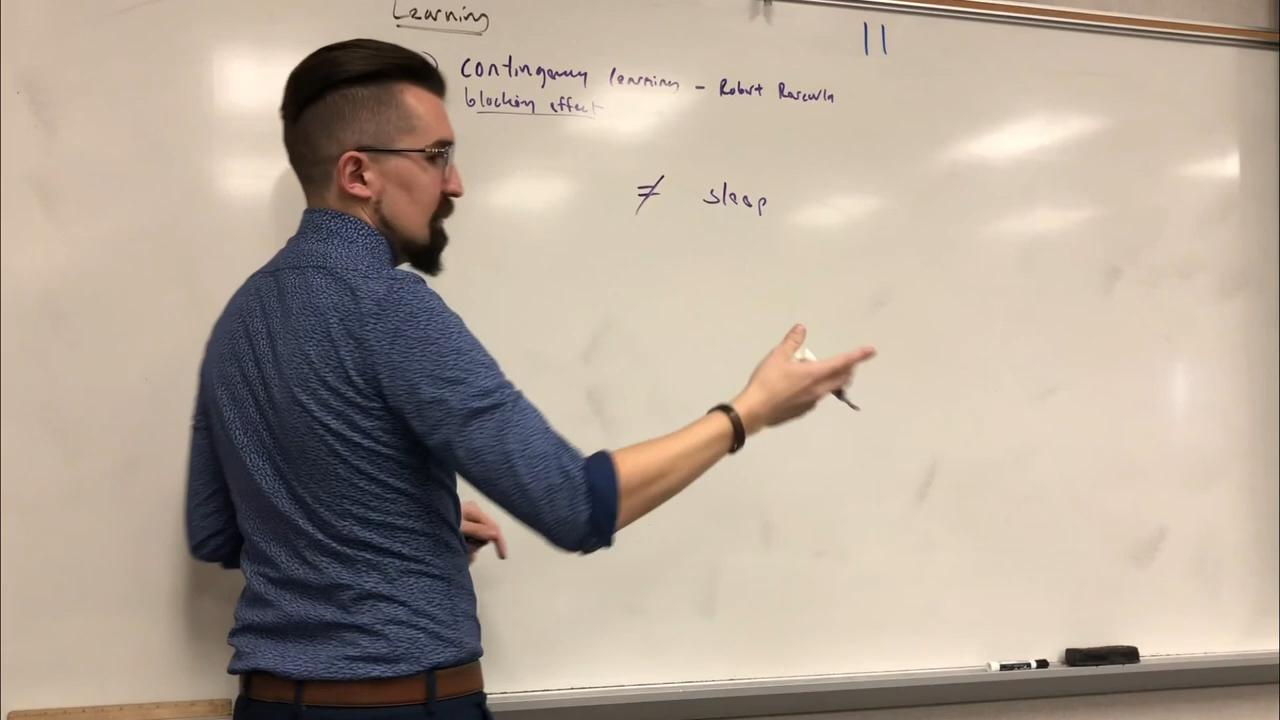 Learning
) contingency learning – Robert Rescorla
blocking effect
≠ sleep
11